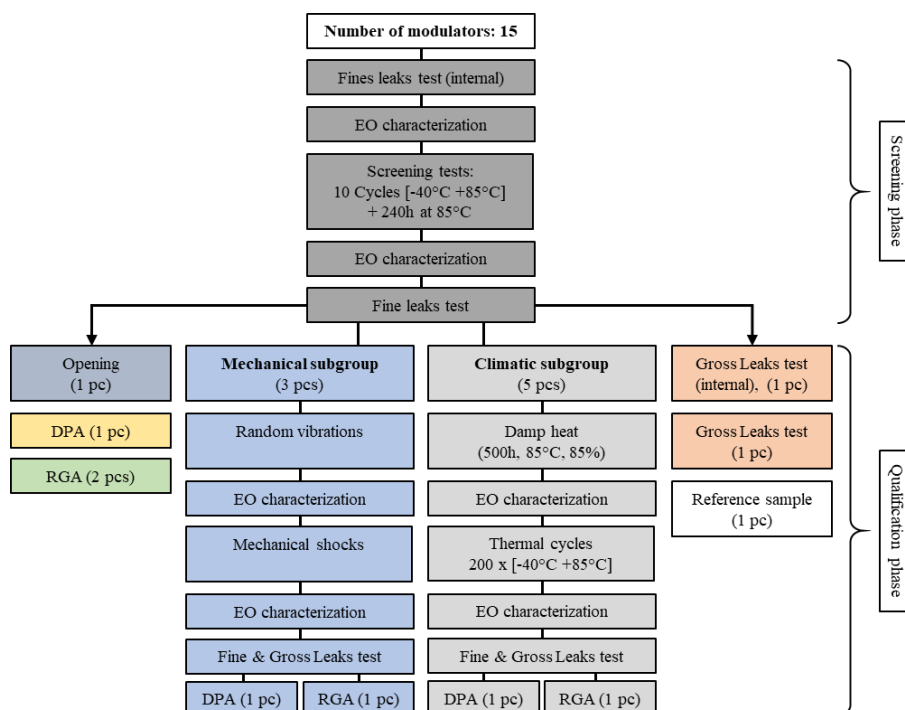 Number of modulators: 15
Fines leaks test (internal)
EO characterization
Screening tests:
10 Cycles [-40°C +85°C]
+ 240h at 85°C
EO characterization
Fine leaks test
Screening phase
Opening
(1 pc)
DPA (1 pc)
RGA (2 pcs)
Mechanical subgroup
(3 pcs)
Random vibrations
EO characterization
Mechanical shocks
EO characterization
Fine & Gross Leaks test
DPA (1 pc)
RGA (1 pc)
Climatic subgroup
(5 pcs)
Damp heat
(500h, 85°C, 85%)
EO characterization
Thermal cycles
200 x [-40°C +85°C]
EO characterization
Fine & Gross Leaks test
DPA (1 pc)
RGA (1 pc)
Gross Leaks test
(internal), (1 pc)
Gross Leaks test
(1 pc)
Reference sample
(1 pc)
Qualification phase